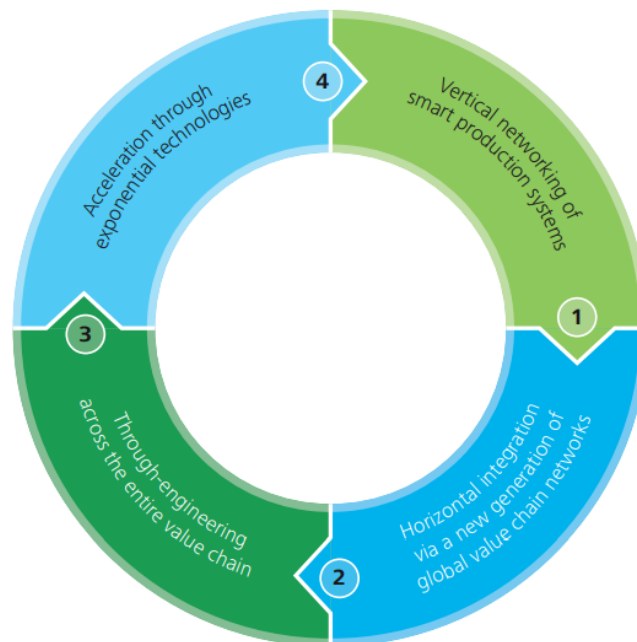 Vertical networking of
smart production systems
1
Horizontal integration
via a new generation of
global value chain networks
2
Through-engineering
across the entire value chain
3
Acceleration through
exponential technologies
4